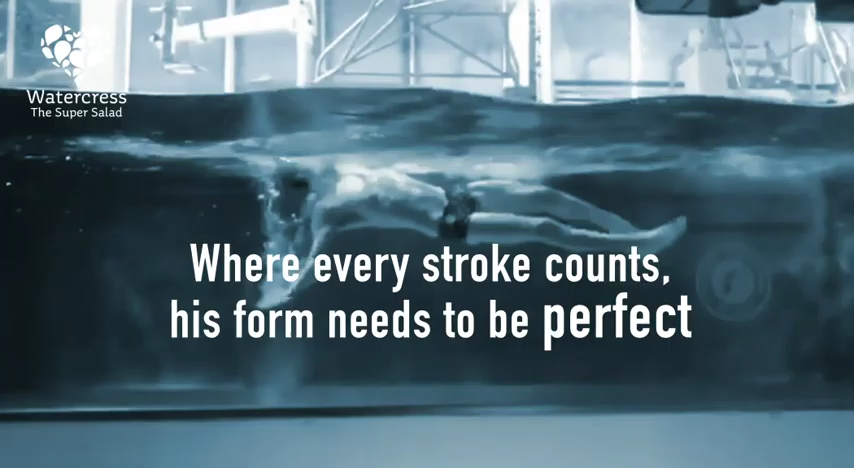 Watercress
The Super Salad
Where every stroke counts,
his form needs to be perfect